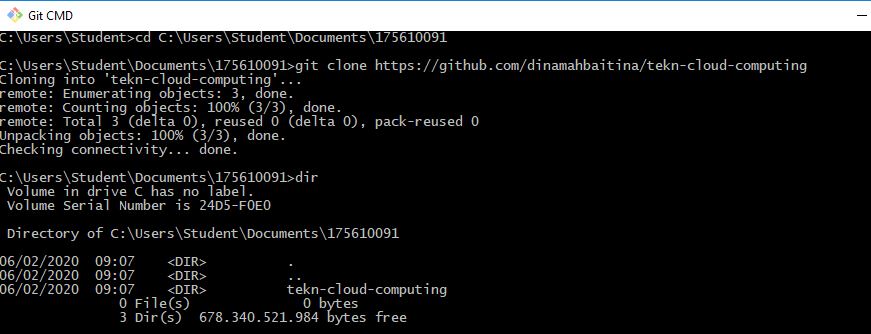 Git CMD
C:\Users\Student>cd C:\Users\Student\Documents\175610091
C:\Users\Student\Documents\175610091>git clone https://github.com/dinamahbaitina/tekn-cloud-computing
Cloning into 'tekn-cloud-computing'...
remote: Enumerating objects: 3, done.
remote: Counting objects: 100% (3/3), done.
remote: Total 3 (delta 0), reused 0 (delta 0), pack-reused 0
Unpacking objects: 100% (3/3), done.
Checking connectivity... done.
C:\Users\Student\Documents\175610091>dir
Volume in drive C has no label.
Volume Serial Number is 24D5-F0E0
Directory of C:\Users\Student\Documents\175610091
06/02/2020  09:07    <DIR>          .
06/02/2020  09:07    <DIR>          ..
06/02/2020  09:07    <DIR>          tekn-cloud-computing
0 File(s)              0 bytes
3 Dir(s)  678.340.521.984 bytes free